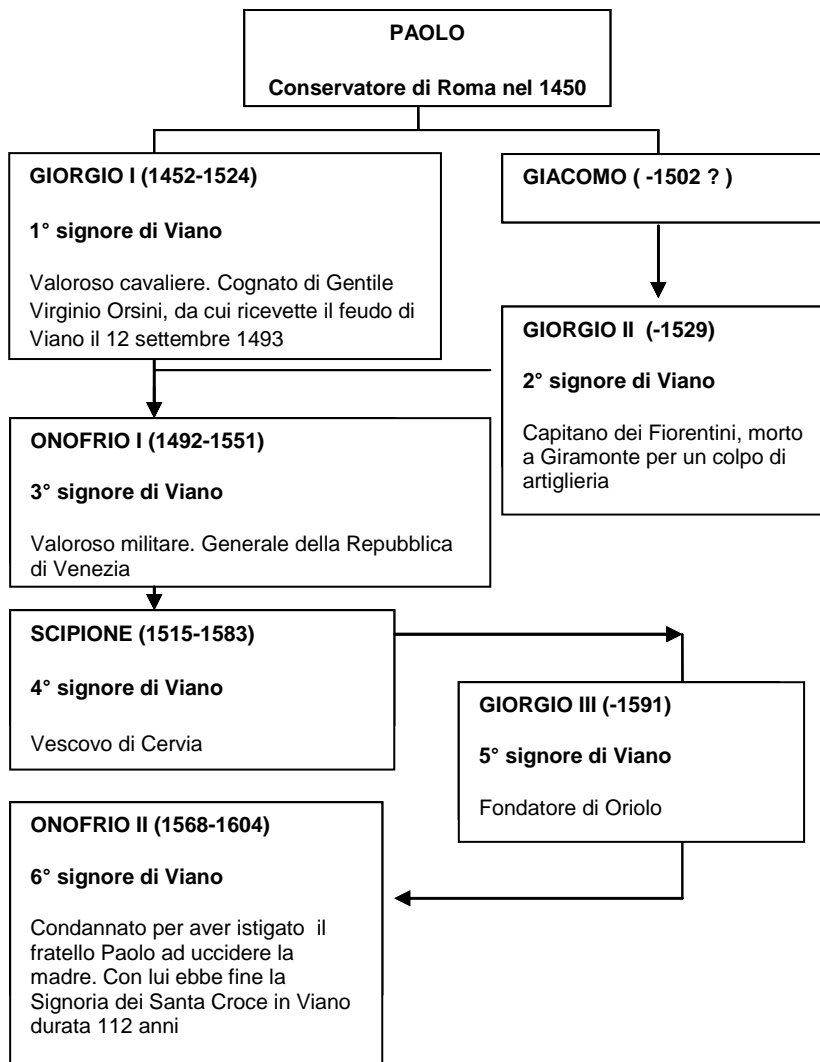 PAOLO
Conservatore di Roma nel 1450
GIORGIO I (1452-1524)
1° signore di Viano
Valoroso cavaliere. Cognato di Gentile
Virginio Orsini, da cui ricevette il feudo di
Viano il 12 settembre 1493
GIACOMO ( -1502 ? )
GIORGIO II (-1529)
2° signore di Viano
Capitano dei Fiorentini, morto
a Giramonte per un colpo di
artiglieria
ONOFRIO I (1492-1551)
3° signore di Viano
Valoroso militare. Generale della Repubblica
di Venezia
SCIPIONE (1515-1583)
4° signore di Viano
Vescovo di Cervia
GIORGIO III (-1591)
5° signore di Viano
Fondatore di Oriolo
ONOFRIO II (1568-1604)
6° signore di Viano
Condannato per aver istigato il
fratello Paolo ad uccidere la
madre. Con lui ebbe fine la
Signoria dei Santa Croce in Viano
durata 112 anni